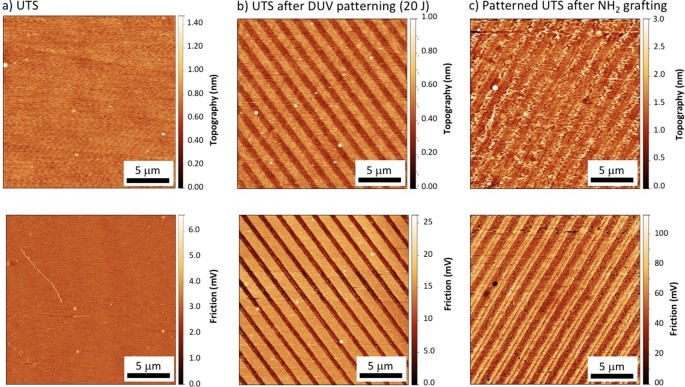 a) UTS
b) UTS after DUV patterning (20 J)
c) Patterned UTS after NH2 grafting
1.40
1.20
1.00
0.80
0.60
0.40
0.20
0.00
Topography (nm)
5 µm
1.00
0.80
0.60
0.40
0.20
0.00
Topography (nm)
5 µm
3.0
2.5
2.0
1.5
1.0
0.5
0.0
Topography (nm)
5 µm
6.0
5.0
4.0
3.0
2.0
1.0
0.0
Friction (mV)
5 µm
25
20
15
10
5.0
0.0
Friction (mV)
5 µm
100
80
60
40
20
00
Friction (mV)
5 µm